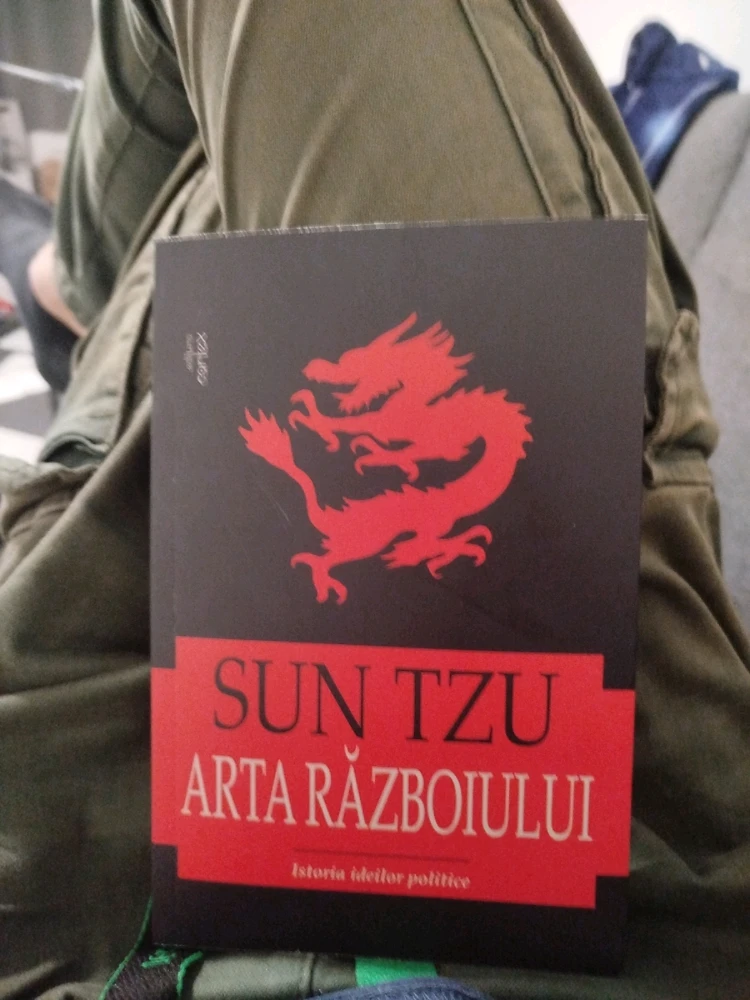 SUN TZU
ARTA RĂZBOIULUI
Istoria ideilor politice